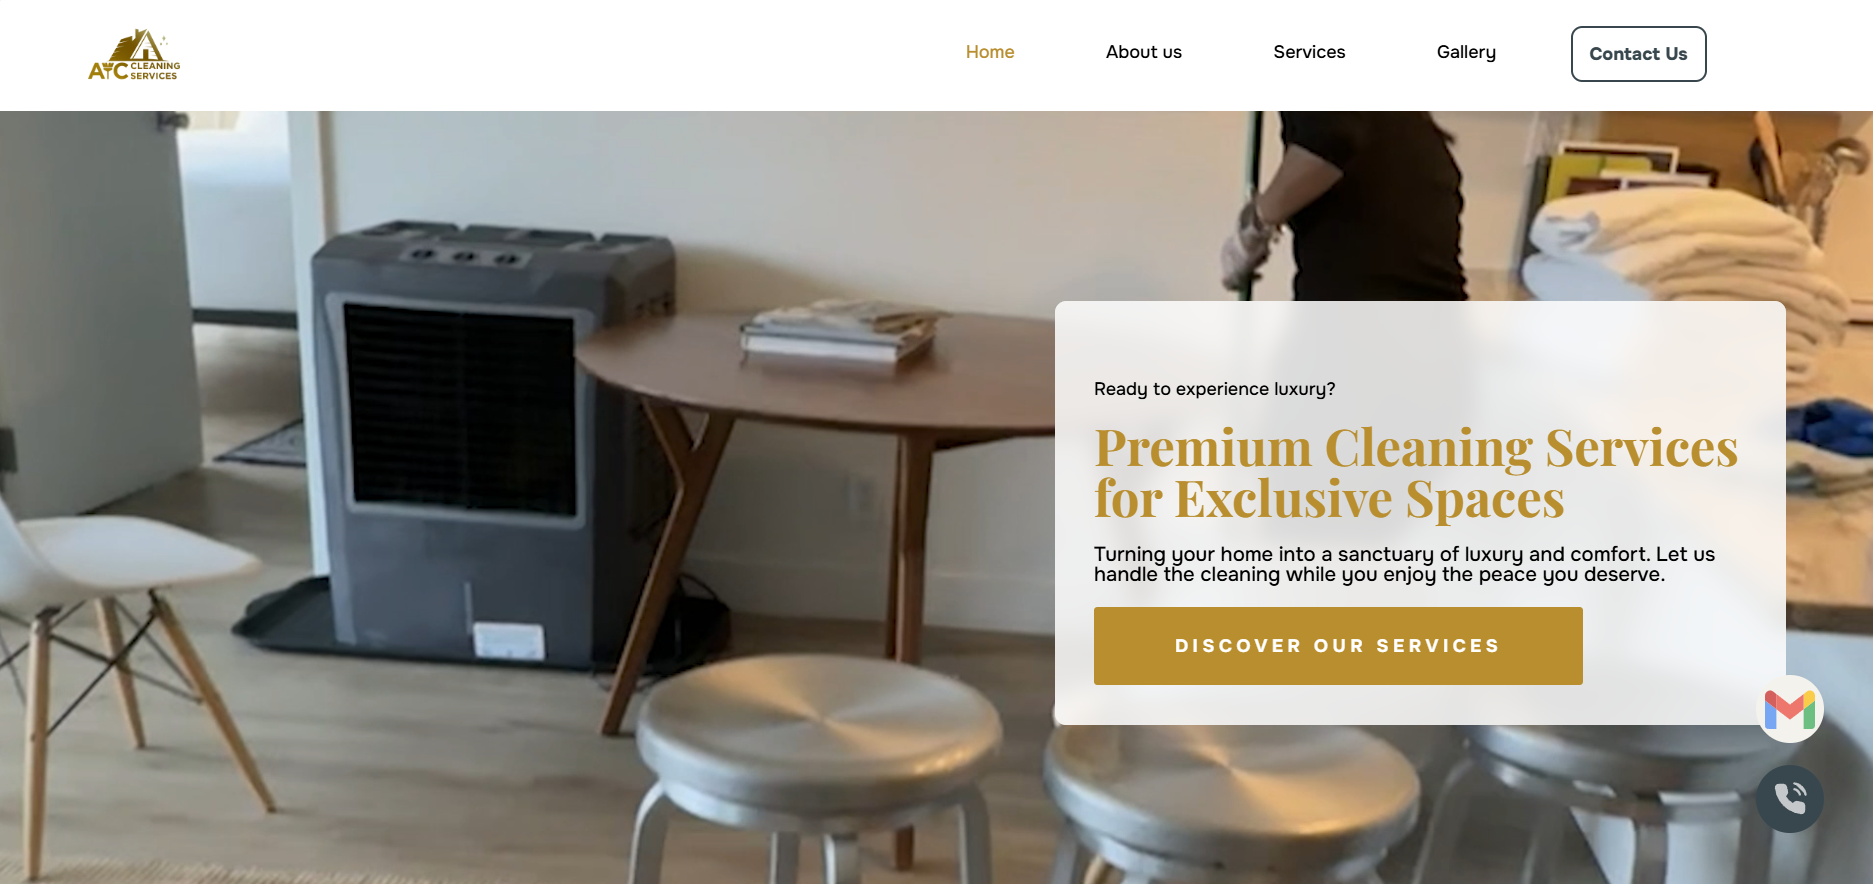 ATC CLEANING SERVICES
Home
About us
Services
Gallery
Contact Us
Ready to experience luxury?
Premium Cleaning Services
for Exclusive Spaces
Turning your home into a sanctuary of luxury and comfort. Let us
handle the cleaning while you enjoy the peace you deserve.
DISCOVER OUR SERVICES